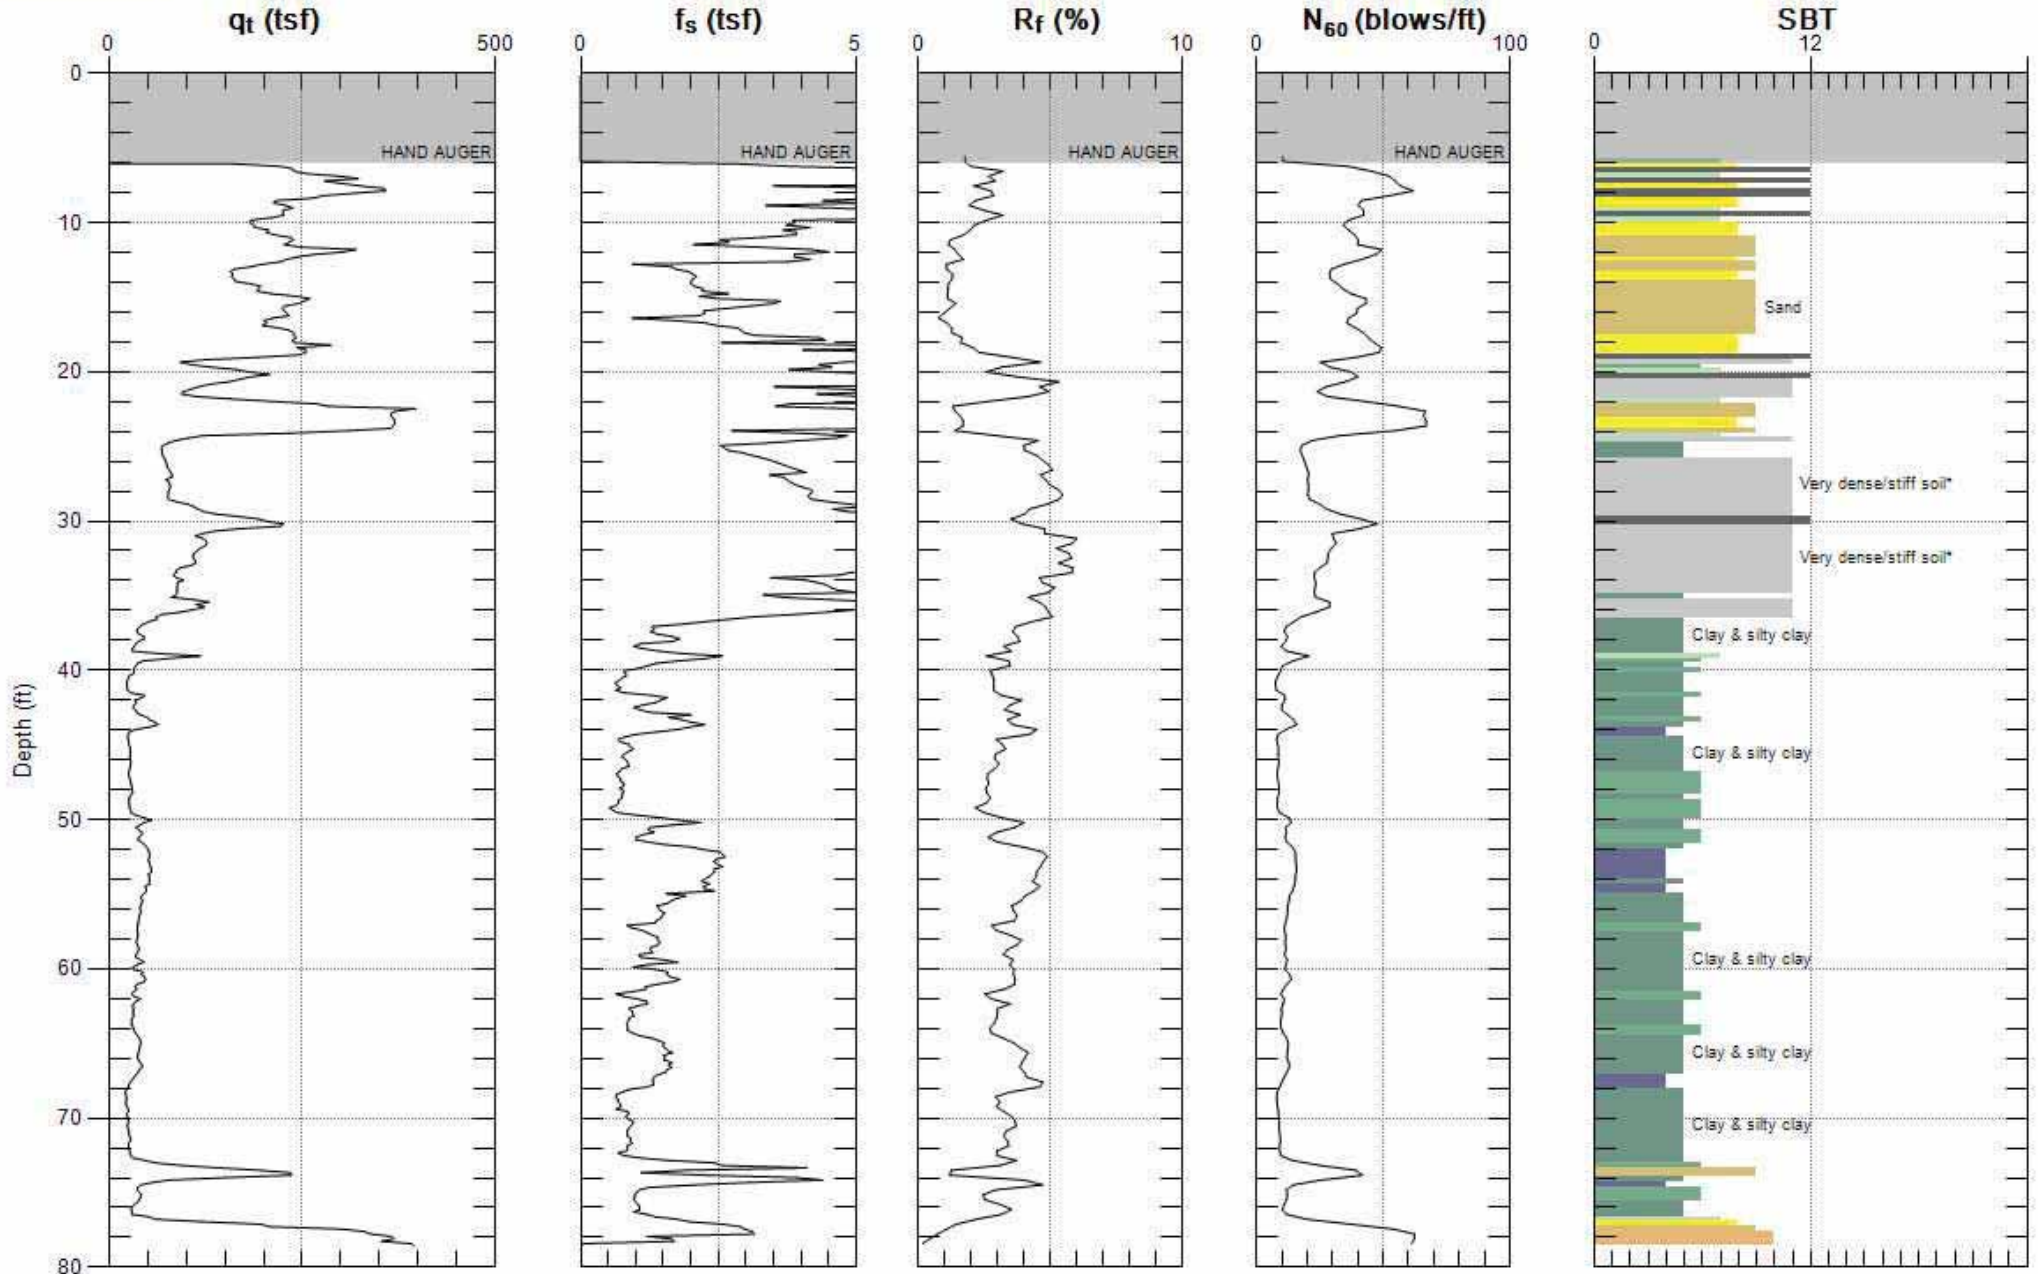 qt (tsf) fs (tsf) Rf (%) N60 (blows/ft) SBT
0 500 0 5 0 10 0 100 0 12
0
HAND AUGER HAND AUGER HAND AUGER HAND AUGER
10
Sand
20
Very dense/stiff soil*
30
Very dense/stiff soil*
Clay & silty clay
40
Clay & silty clay
Depth (ft)
50
Clay & silty clay
60
Clay & silty clay
70
Clay & silty clay
80